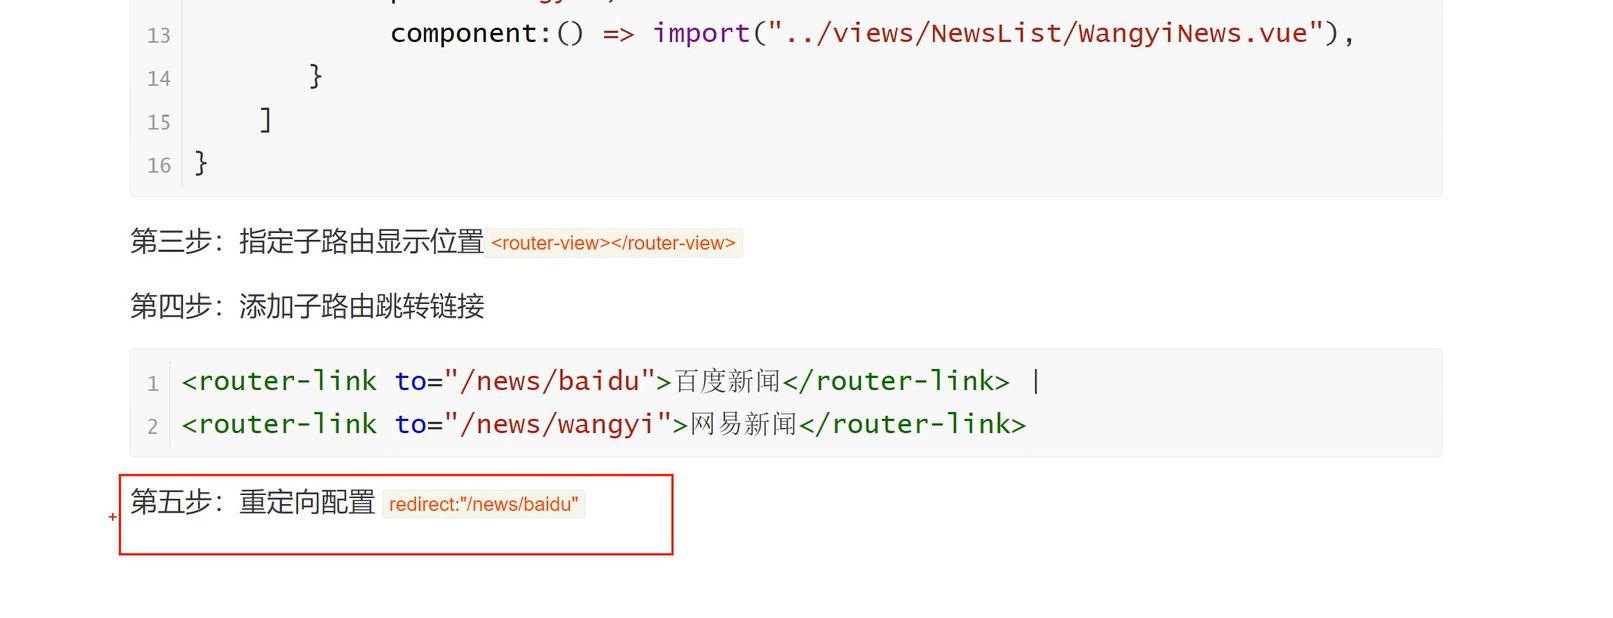 13 component:() => import("../views/NewsList/WangyiNews.vue"),
14 }
15 ]
16 }
第三步：指定子路由显示位置<router-view></router-view>
第四步：添加子路由跳转链接
1 <router-link to="/news/baidu">百度新闻</router-link> |
2 <router-link to="/news/wangyi">网易新闻</router-link>
第五步：重定向配置 redirect:"/news/baidu"